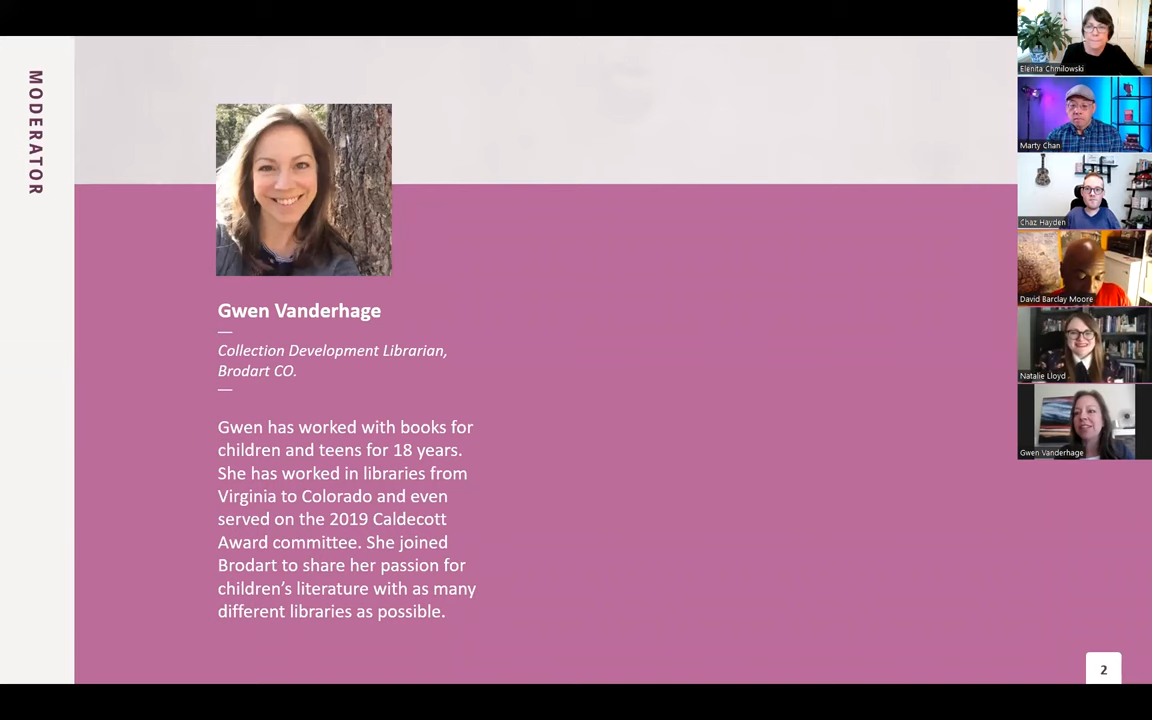 MODERATOR
Gwen Vanderhage
Collection Development Librarian,
Brodart CO.
Gwen has worked with books for
children and teens for 18 years.
She has worked in libraries from
Virginia to Colorado and even
served on the 2019 Caldecott
Award committee. She joined
Brodart to share her passion for
children's literature with as many
different libraries as possible.
2
Elenita Chmilowski
Marty Chan
Chaz Hayden
David Barclay Moore
Natalie Lloyd
Gwen Vanderhage